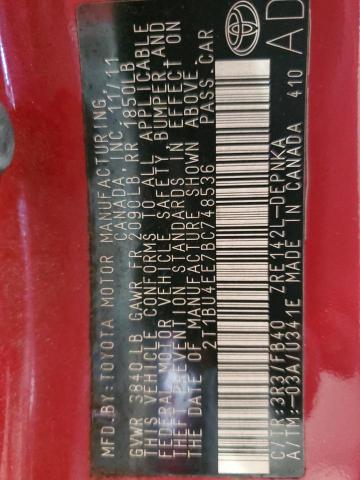 MFD.BY:TOYOTA MOTOR MANUFACTURING,
CANADA, INC. 11/11
GVWR 3840LB GAWR FR 2090LB RR 1850LB
THIS VEHICLE CONFORMS TO ALL APPLICABLE
FEDERAL MOTOR VEHICLE SAFETY, BUMPER,AND
THEFT PREVENTION STANDARDS IN EFFECT ON
THE DATE OF MANUFACTURE SHOWN ABOVE.
2T1BU4EE7BC748536 PASS.CAR
C/TR:3R3/FB40 ZRE142L-DEPNKA
A/TM:-03A/U341E MADE IN CANADA 410
AD